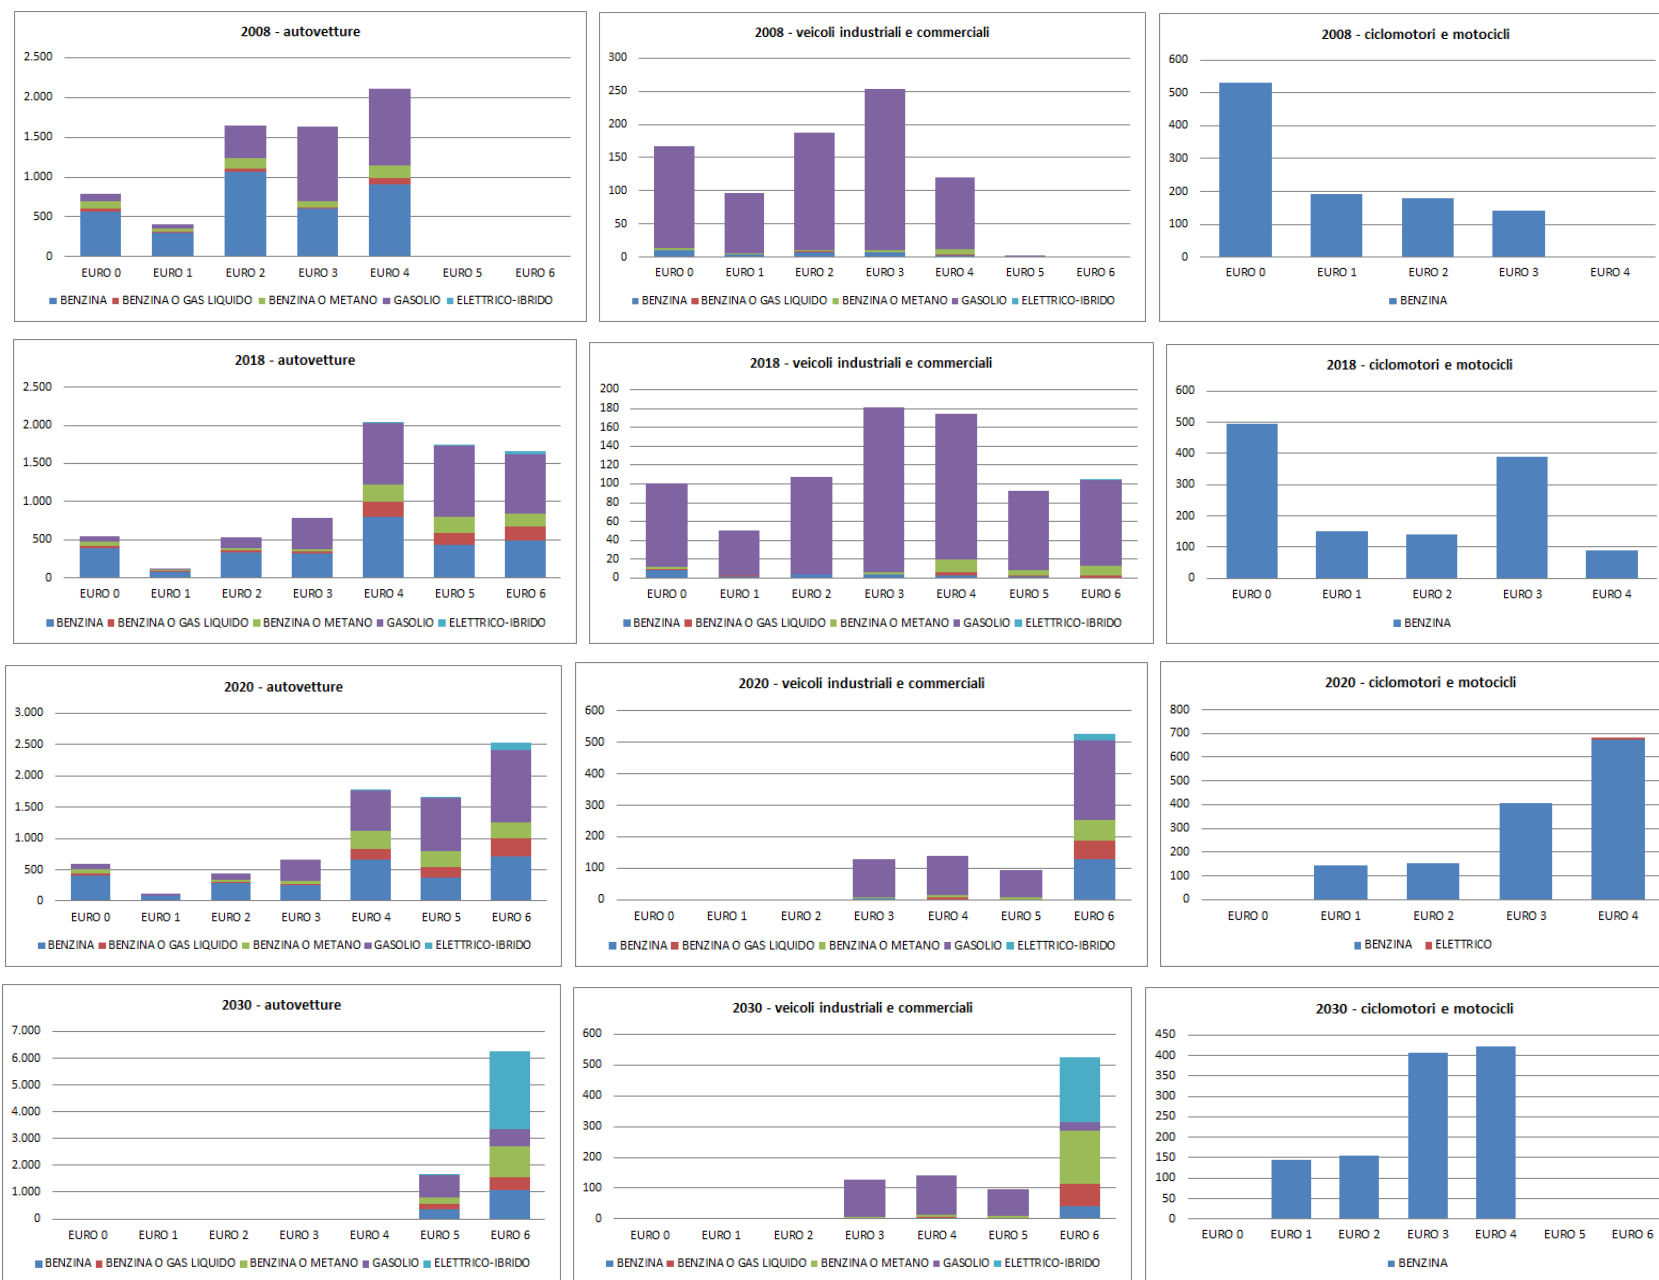 2008 - autovetture
2.500
2.000
1.500
1.000
500
0
EURO 0 EURO 1 EURO 2 EURO 3 EURO 4 EURO 5 EURO 6
BENZINA BENZINA O GAS LIQUIDO BENZINA O METANO GASOLIO ELETTRICO-IBRIDO
2008 - veicoli industriali e commerciali
300
250
200
150
100
50
0
EURO 0 EURO 1 EURO 2 EURO 3 EURO 4 EURO 5 EURO 6
BENZINA BENZINA O GAS LIQUIDO BENZINA O METANO GASOLIO ELETTRICO-IBRIDO
2008 - ciclomotori e motocicli
600
500
400
300
200
100
0
EURO 0 EURO 1 EURO 2 EURO 3 EURO 4
BENZINA
2018 - autovetture
2.500
2.000
1.500
1.000
500
0
EURO 0 EURO 1 EURO 2 EURO 3 EURO 4 EURO 5 EURO 6
BENZINA BENZINA O GAS LIQUIDO BENZINA O METANO GASOLIO ELETTRICO-IBRIDO
2018 - veicoli industriali e commerciali
200
180
160
140
120
100
80
60
40
20
0
EURO 0 EURO 1 EURO 2 EURO 3 EURO 4 EURO 5 EURO 6
BENZINA BENZINA O GAS LIQUIDO BENZINA O METANO GASOLIO ELETTRICO-IBRIDO
2018 - ciclomotori e motocicli
600
500
400
300
200
100
0
EURO 0 EURO 1 EURO 2 EURO 3 EURO 4
BENZINA
2020 - autovetture
3.000
2.500
2.000
1.500
1.000
500
0
EURO 0 EURO 1 EURO 2 EURO 3 EURO 4 EURO 5 EURO 6
BENZINA BENZINA O GAS LIQUIDO BENZINA O METANO GASOLIO ELETTRICO-IBRIDO
2020 - veicoli industriali e commerciali
600
500
400
300
200
100
0
EURO 0 EURO 1 EURO 2 EURO 3 EURO 4 EURO 5 EURO 6
BENZINA BENZINA O GAS LIQUIDO BENZINA O METANO GASOLIO ELETTRICO-IBRIDO
2020 - ciclomotori e motocicli
800
700
600
500
400
300
200
100
0
EURO 0 EURO 1 EURO 2 EURO 3 EURO 4
BENZINA ELETTRICO
2030 - autovetture
7.000
6.000
5.000
4.000
3.000
2.000
1.000
0
EURO 0 EURO 1 EURO 2 EURO 3 EURO 4 EURO 5 EURO 6
BENZINA BENZINA O GAS LIQUIDO BENZINA O METANO GASOLIO ELETTRICO-IBRIDO
2030 - veicoli industriali e commerciali
600
500
400
300
200
100
0
EURO 0 EURO 1 EURO 2 EURO 3 EURO 4 EURO 5 EURO 6
BENZINA BENZINA O GAS LIQUIDO BENZINA O METANO GASOLIO ELETTRICO-IBRIDO
2030 - ciclomotori e motocicli
450
400
350
300
250
200
150
100
50
0
EURO 0 EURO 1 EURO 2 EURO 3 EURO 4 EURO 5 EURO 6
BENZINA